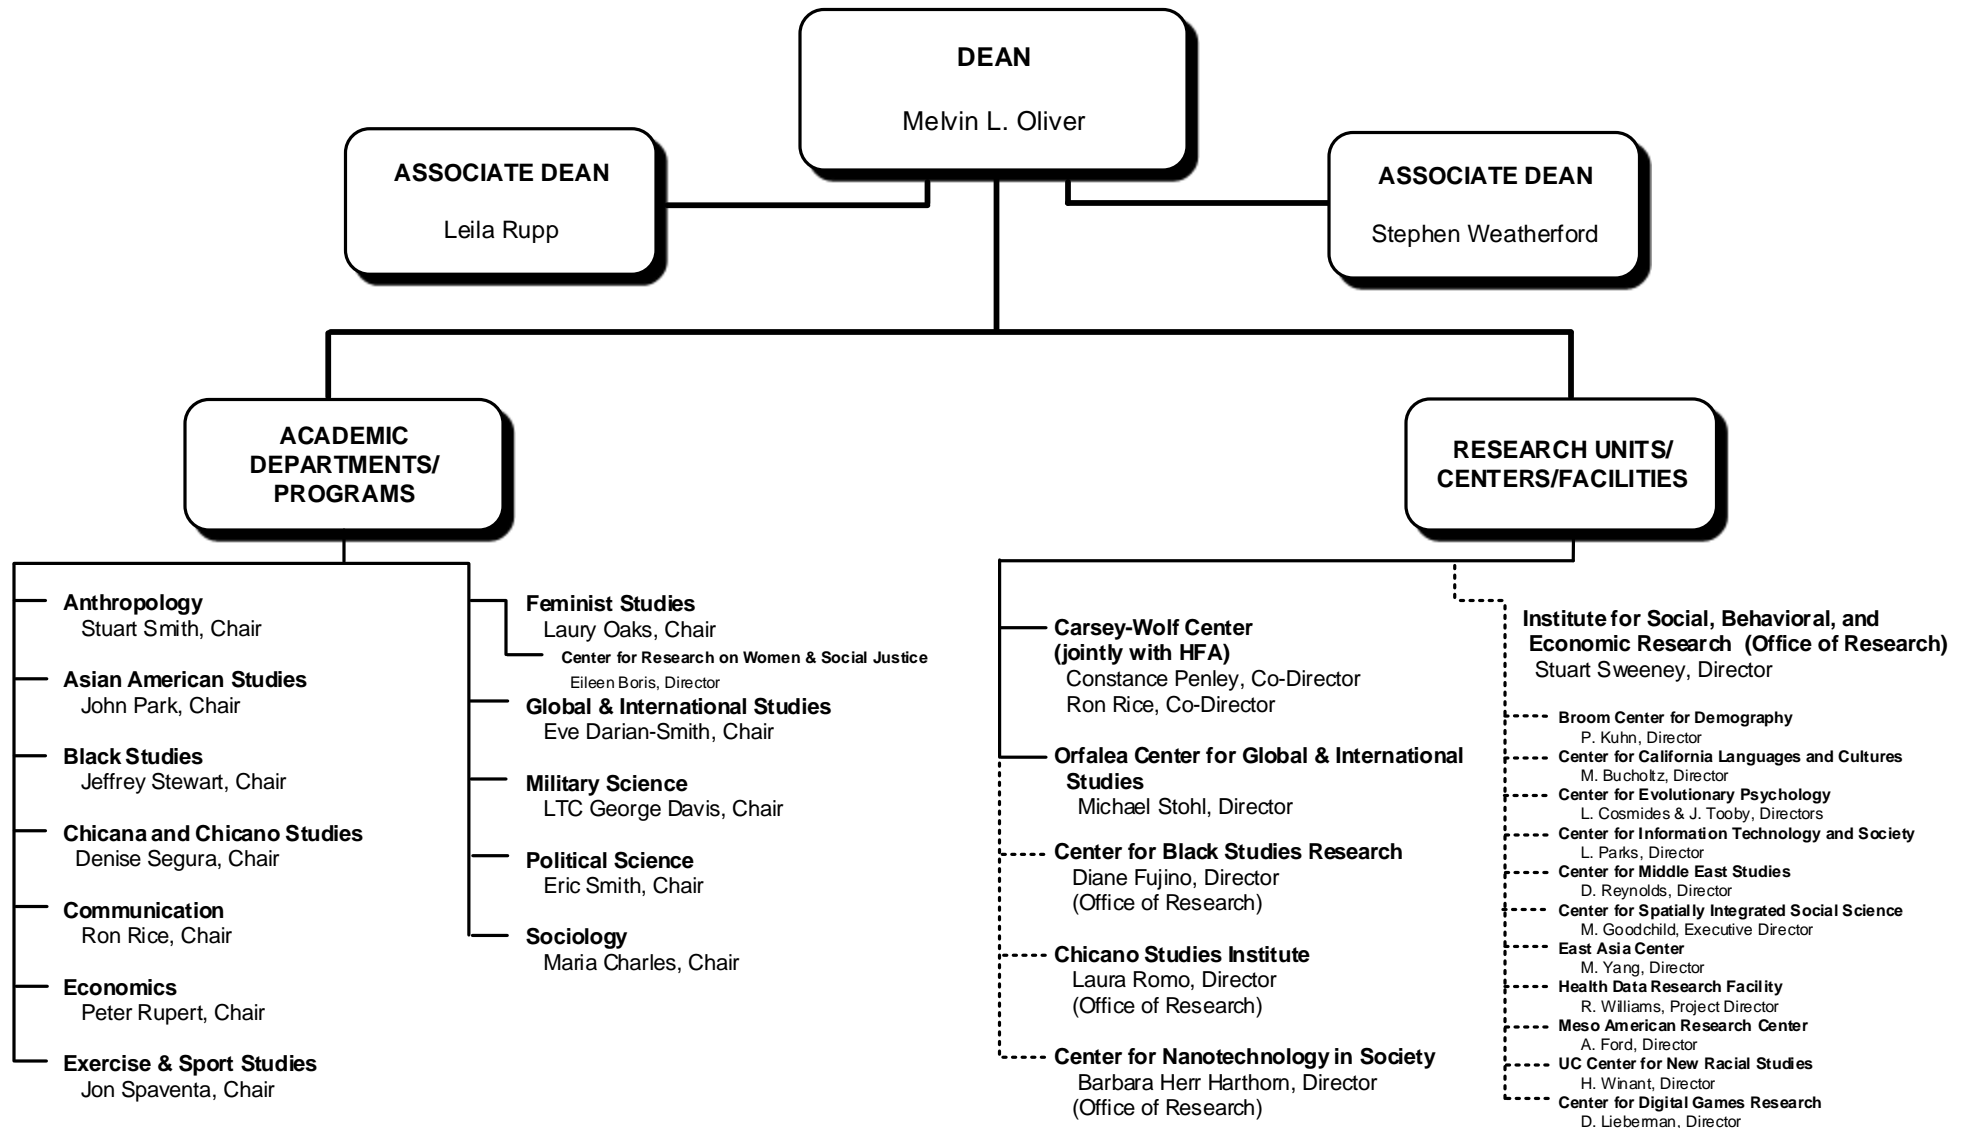 DEAN
Melvin L. Oliver
ASSOCIATE DEAN
Leila Rupp
ASSOCIATE DEAN
Stephen Weatherford
ACADEMIC
DEPARTMENTS/
PROGRAMS
RESEARCH UNITS/
CENTERS/FACILITIES
Anthropology
Stuart Smith, Chair
Asian American Studies
John Park, Chair
Black Studies
Jeffrey Stewart, Chair
Chicana and Chicano Studies
Denise Segura, Chair
Communication
Ron Rice, Chair
Economics
Peter Rupert, Chair
Exercise & Sport Studies
Jon Spaventa, Chair
Feminist Studies
Laury Oaks, Chair
Center for Research on Women & Social Justice
Eileen Boris, Director
Global & International Studies
Eve Darian-Smith, Chair
Military Science
LTC George Davis, Chair
Political Science
Eric Smith, Chair
Sociology
Maria Charles, Chair
Carsey-Wolf Center
(jointly with HFA)
Constance Penley, Co-Director
Ron Rice, Co-Director
Orfalea Center for Global & International
Studies
Michael Stohl, Director
Center for Black Studies Research
Diane Fujino, Director
(Office of Research)
Chicano Studies Institute
Laura Romo, Director
(Office of Research)
Center for Nanotechnology in Society
Barbara Herr Harthorn, Director
(Office of Research)
Institute for Social, Behavioral, and
Economic Research (Office of Research)
Stuart Sweeney, Director
Broom Center for Demography
P. Kuhn, Director
Center for California Languages and Cultures
M. Bucholtz, Director
Center for Evolutionary Psychology
L. Cosmides & J. Tooby, Directors
Center for Information Technology and Society
L. Parks, Director
Center for Middle East Studies
D. Reynolds, Director
Center for Spatially Integrated Social Science
M. Goodchild, Executive Director
East Asia Center
M. Yang, Director
Health Data Research Facility
R. Williams, Project Director
Meso American Research Center
A. Ford, Director
UC Center for New Racial Studies
H. Winant, Director
Center for Digital Games Research
D. Lieberman, Director